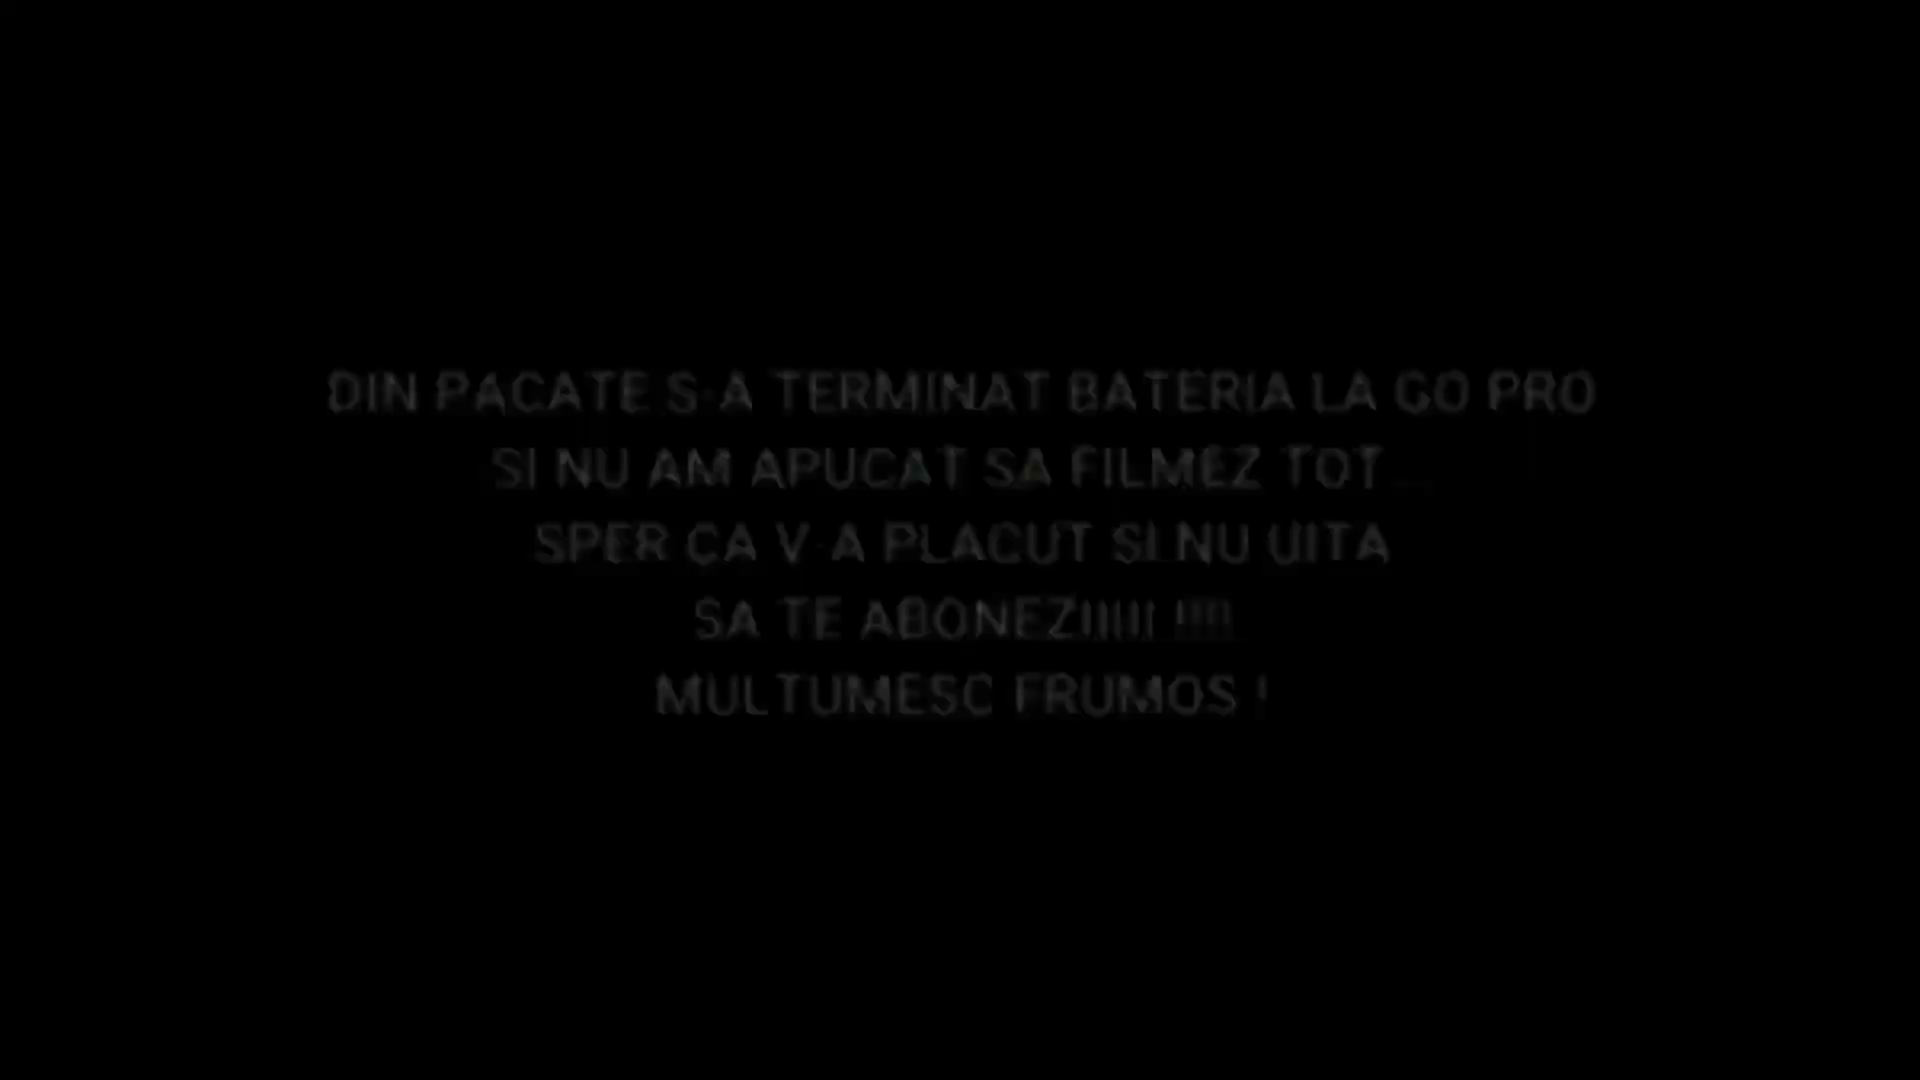 DIN PACATE S-A TERMINAT BATERIA LA GO PRO
SI NU AM APUCAT SA FILMEZ TOT ...
SPER CA V-A PLACUT SI NU UITA
SA TE ABONEZIIIIII !!!!!
MULTUMESC FRUMOS !